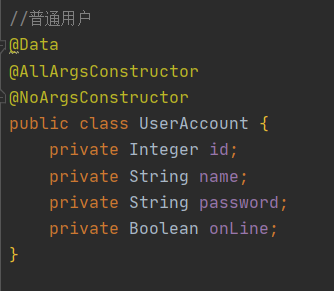 //普通用户
@Data
@AllArgsConstructor
@NoArgsConstructor
public class UserAccount {
    private Integer id;
    private String name;
    private String password;
    private Boolean onLine;
}